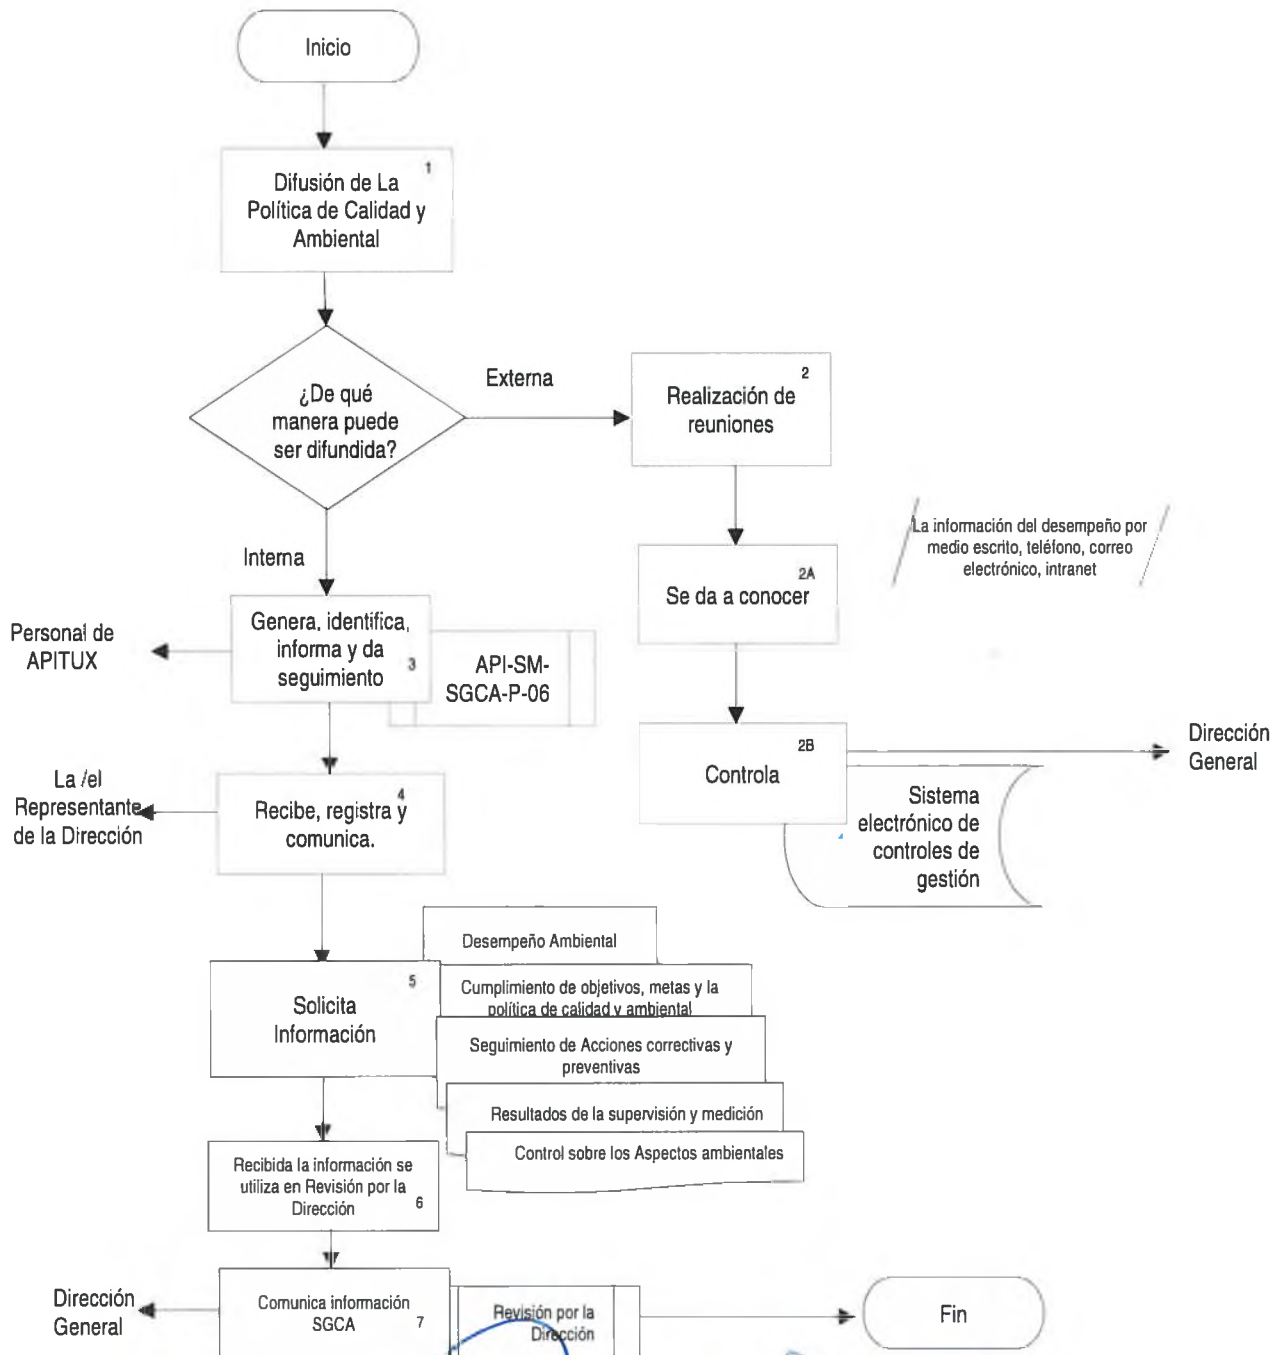 Inicio
1
Difusión de La
Política de Calidad y
Ambiental
¿De qué
manera puede
ser difundida?
Externa
2
Realización de
reuniones
Interna
2A
Se da a conocer
La información del desempeño por
medio escrito, teléfono, correo
electrónico, intranet
Personal de
APITUX
Genera, identifica,
informa y da
seguimiento
3
API-SM-
SGCA-P-06
2B
Controla
Dirección
General
Sistema
electrónico de
controles de
gestión
La /el
Representante
de la Dirección
4
Recibe, registra y
comunica.
5
Solicita
Información
Desempeño Ambiental
Cumplimiento de objetivos, metas y la
política de calidad y ambiental
Seguimiento de Acciones correctivas y
preventivas
Resultados de la supervisión y medición
Control sobre los Aspectos ambientales
Recibida la información se
utiliza en Revisión por la
Dirección
6
Dirección
General
Comunica información
SGCA
7
Revisión por la
Dirección
Fin